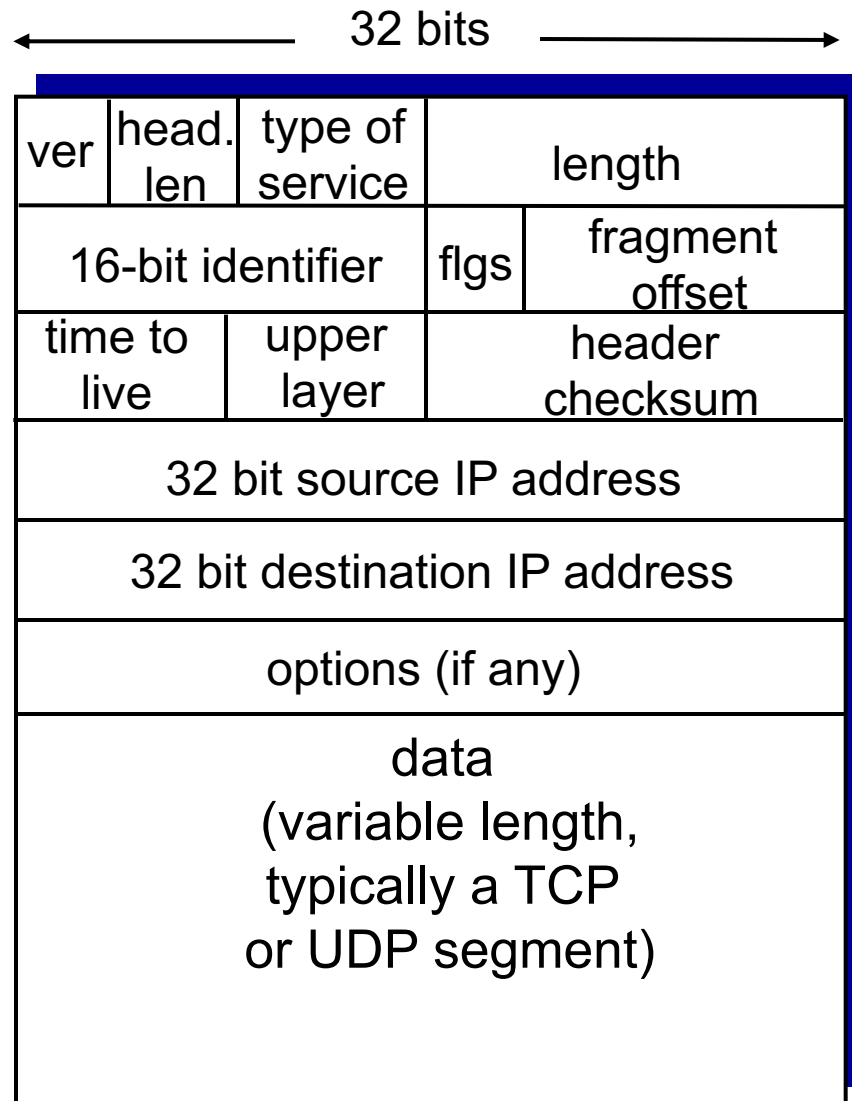 32 bits
ver
head.
len
type of
service
length
16-bit identifier
flgs
fragment
offset
time to
live
upper
layer
header
checksum
32 bit source IP address
32 bit destination IP address
options (if any)
data
(variable length,
typically a TCP
or UDP segment)